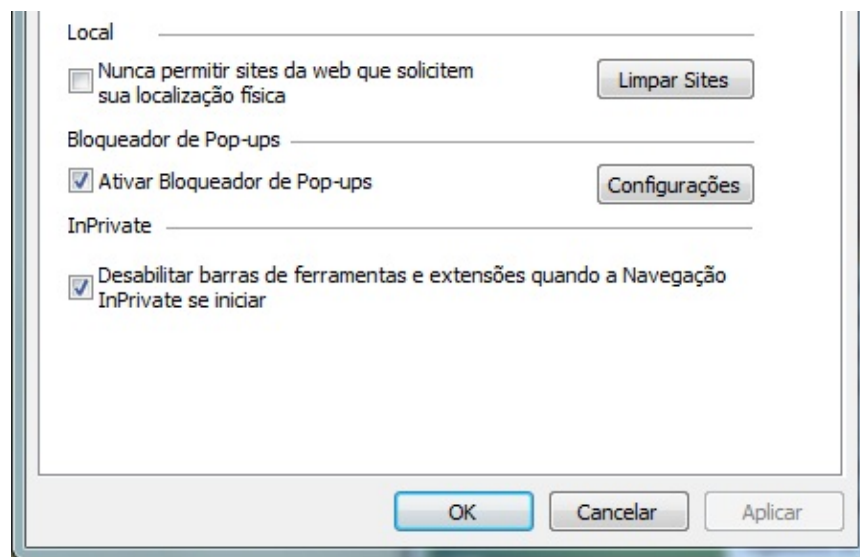 Local
Nunca permitir sites da web que solicitem
sua localização física
Limpar Sites
Bloqueador de Pop-ups
Ativar Bloqueador de Pop-ups
Configurações
InPrivate
Desabilitar barras de ferramentas e extensões quando a Navegação
InPrivate se iniciar
OK
Cancelar
Aplicar